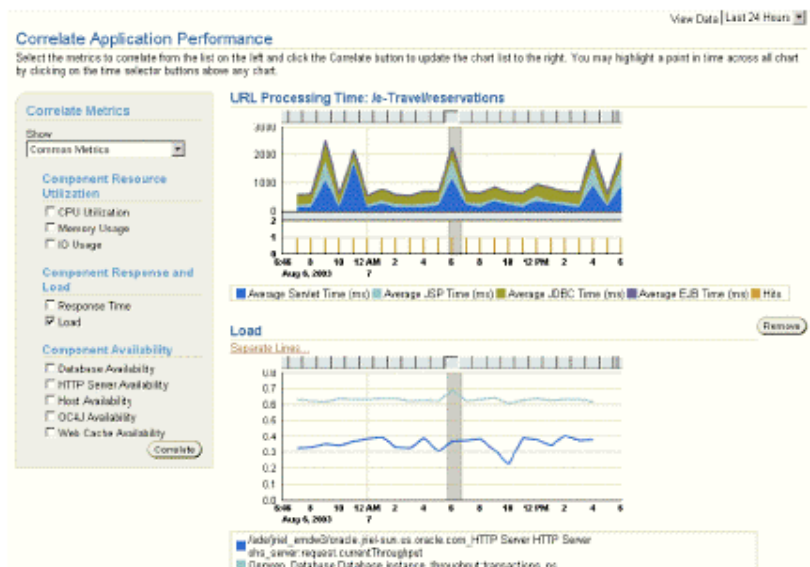 View Data Last 24 Hours
Correlate Application Performance
Select the metrics to correlate from the list on the left and click the Correlate button to update the chart list to the right. You may highlight a point in time across all chart
by clicking on the time selector buttons above any chart.
Correlate Metrics
Show
Common Metrics
Component Resource
Utilization
CPU Utilization
Memory Usage
IO Usage
Component Response and
Load
Response Time
Load
Component Availability
Database Availability
HTTP Server Availability
Host Availability
OC4J Availability
Web Cache Availability
Correlate
URL Processing Time: /e-Travel/reservations
3000
2000
1000
0
2
1
0
5:46 8 10 12 AM 2 4 6 8 10 12 PM 2 4 6
Aug 6, 2003 7
Average Servlet Time (ms) Average JSP Time (ms) Average JDBC Time (ms) Average EJB Time (ms) Hits
Load
Remove
Separate Lines...
0.8
0.7
0.6
0.5
0.4
0.3
0.2
0.1
0.0
5:46 8 10 12 AM 2 4 6 8 10 12 PM 2 4 6
Aug 6, 2003 7
HTTP Server HTTP Server
ohs_server.request.currentThroughput
Database Database instance_throughput:transactions_ps